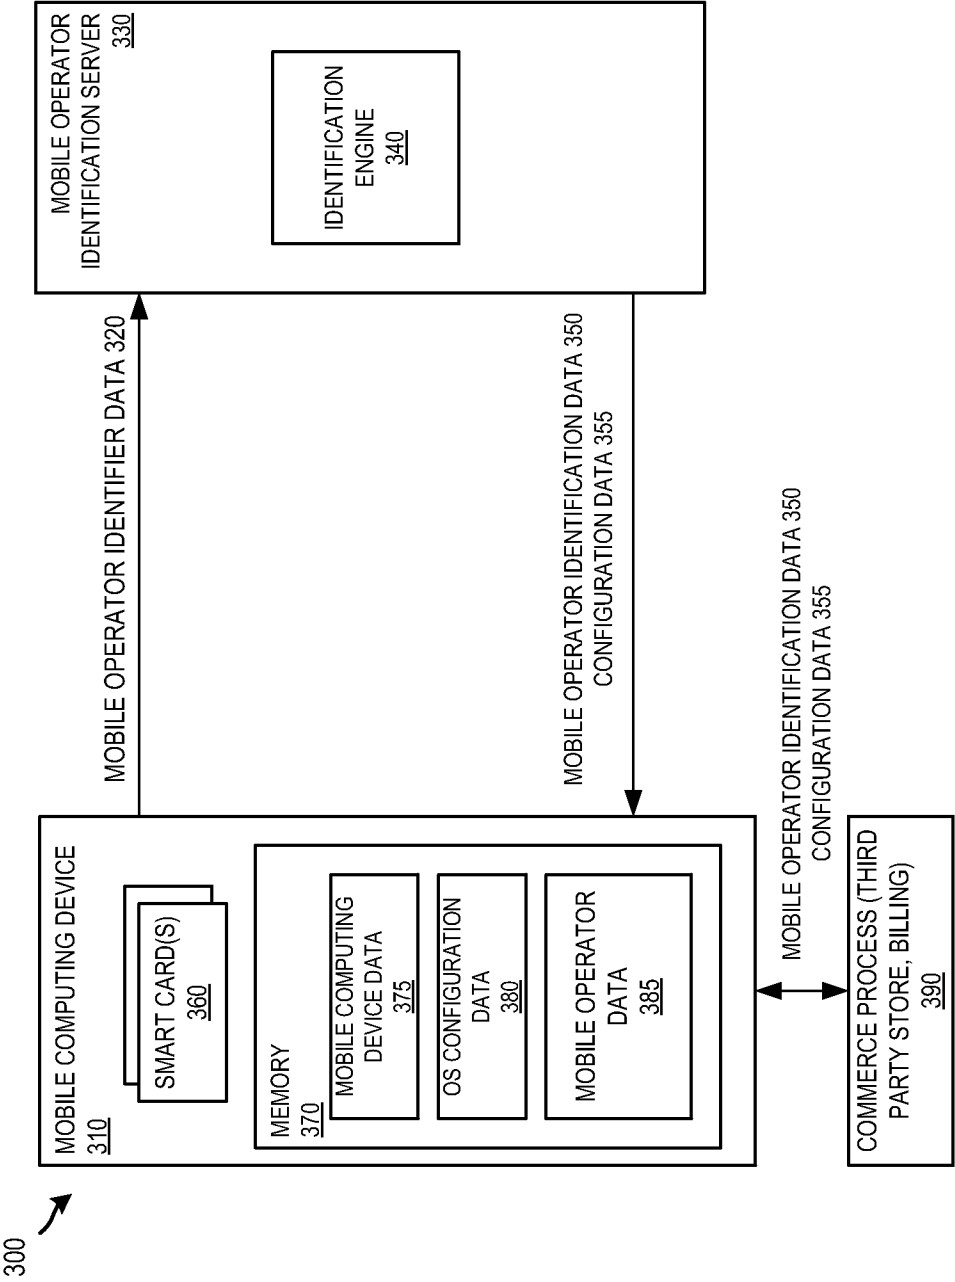 300
MOBILE COMPUTING DEVICE
310
SMART CARD(S)
360
MEMORY
370
MOBILE COMPUTING
DEVICE DATA
375
OS CONFIGURATION
DATA
380
MOBILE OPERATOR
DATA
385
MOBILE OPERATOR IDENTIFIER DATA 320
MOBILE OPERATOR IDENTIFICATION DATA 350
CONFIGURATION DATA 355
MOBILE OPERATOR
IDENTIFICATION SERVER
330
IDENTIFICATION
ENGINE
340
MOBILE OPERATOR IDENTIFICATION DATA 350
CONFIGURATION DATA 355
COMMERCE PROCESS (THIRD
PARTY STORE, BILLING)
390